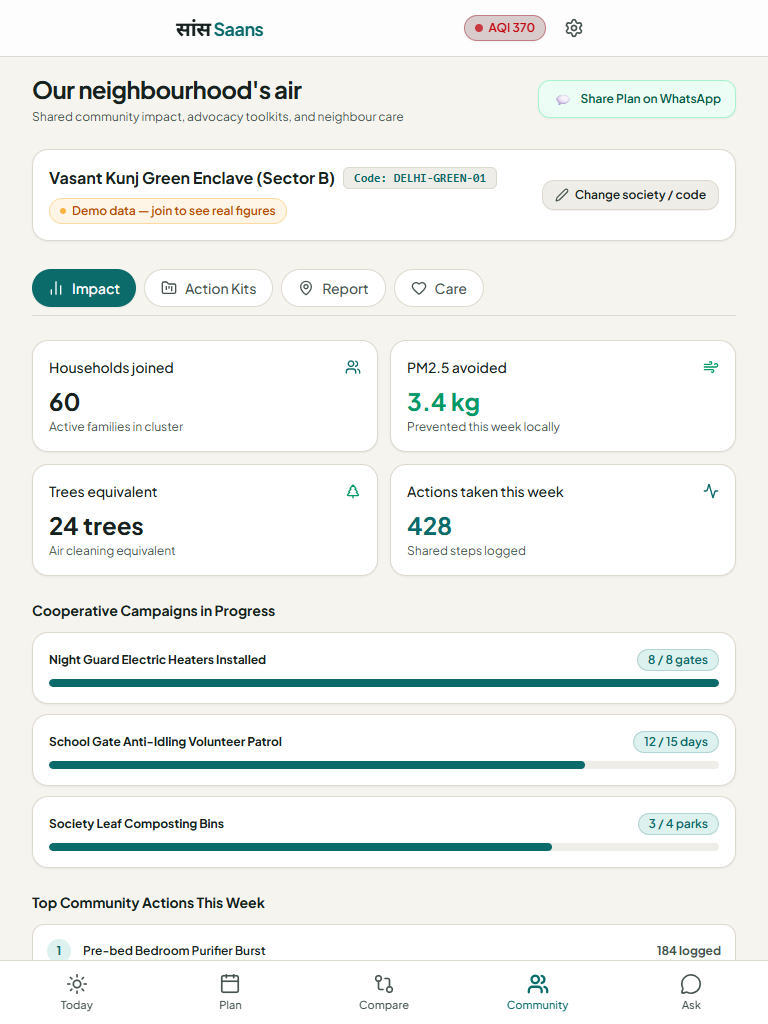 सांस Saans
AQI 370
Our neighbourhood's air
Shared community impact, advocacy toolkits, and neighbour care
Share Plan on WhatsApp
Vasant Kunj Green Enclave (Sector B)
Code: DELHI-GREEN-01
Demo data — join to see real figures
Change society / code
Impact
Action Kits
Report
Care
Households joined
60
Active families in cluster
PM2.5 avoided
3.4 kg
Prevented this week locally
Trees equivalent
24 trees
Air cleaning equivalent
Actions taken this week
428
Shared steps logged
Cooperative Campaigns in Progress
Night Guard Electric Heaters Installed
8 / 8 gates
School Gate Anti-Idling Volunteer Patrol
12 / 15 days
Society Leaf Composting Bins
3 / 4 parks
Top Community Actions This Week
1
Pre-bed Bedroom Purifier Burst
184 logged
Today
Plan
Compare
Community
Ask